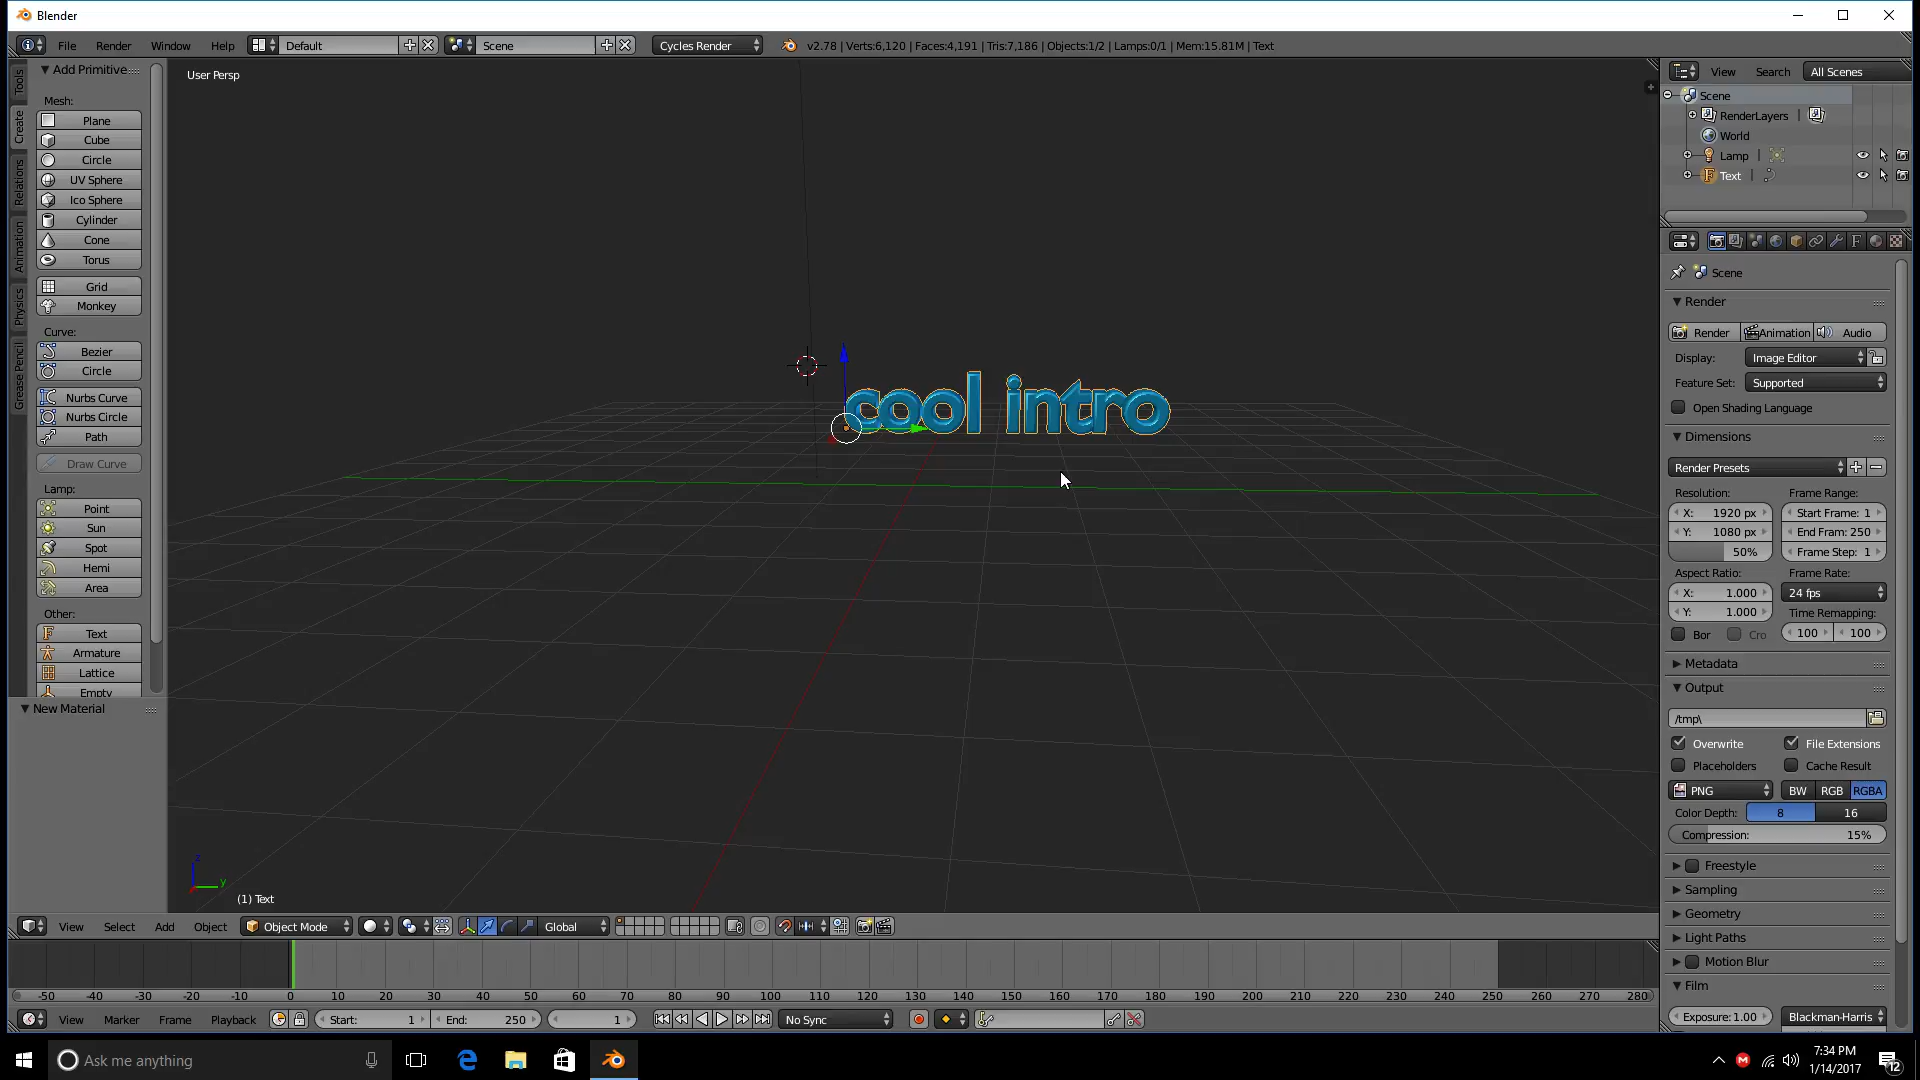 Blender
File Render Window Help Default Scene Cycles Render v2.78 | Verts:6,120 | Faces:4,191 | Tris:7,186 | Objects:1/2 | Lamps:0/1 | Mem:15.81M | Text
Tools
Create
Relations
Animation
Physics
Grease Pencil
Add Primitive
Mesh:
Plane
Cube
Circle
UV Sphere
Ico Sphere
Cylinder
Cone
Torus
Grid
Monkey
Curve:
Bezier
Circle
Nurbs Curve
Nurbs Circle
Path
Draw Curve
Lamp:
Point
Sun
Spot
Hemi
Area
Other:
Text
Armature
Lattice
Empty
New Material
User Persp
cool intro
z
y
(1) Text
View Search All Scenes
Scene
RenderLayers |
World
Lamp |
Text |
Scene
Render
Render Animation Audio
Display: Image Editor
Feature Set: Supported
Open Shading Language
Dimensions
Render Presets
Resolution: Frame Range:
X: 1920 px Start Frame: 1
Y: 1080 px End Fram: 250
50% Frame Step: 1
Aspect Ratio: Frame Rate:
X: 1.000 24 fps
Y: 1.000 Time Remapping:
Bor Cro 100 100
Metadata
Output
/tmp\
Overwrite File Extensions
Placeholders Cache Result
PNG BW RGB RGBA
Color Depth: 8 16
Compression: 15%
Freestyle
Sampling
Geometry
Light Paths
Motion Blur
Film
Exposure: 1.00 Blackman-Harris
View Select Add Object Object Mode Global
-50 -40 -30 -20 -10 0 10 20 30 40 50 60 70 80 90 100 110 120 130 140 150 160 170 180 190 200 210 220 230 240 250 260 270 280
View Marker Frame Playback Start: 1 End: 250 1 No Sync
Ask me anything
7:34 PM
1/14/2017
12